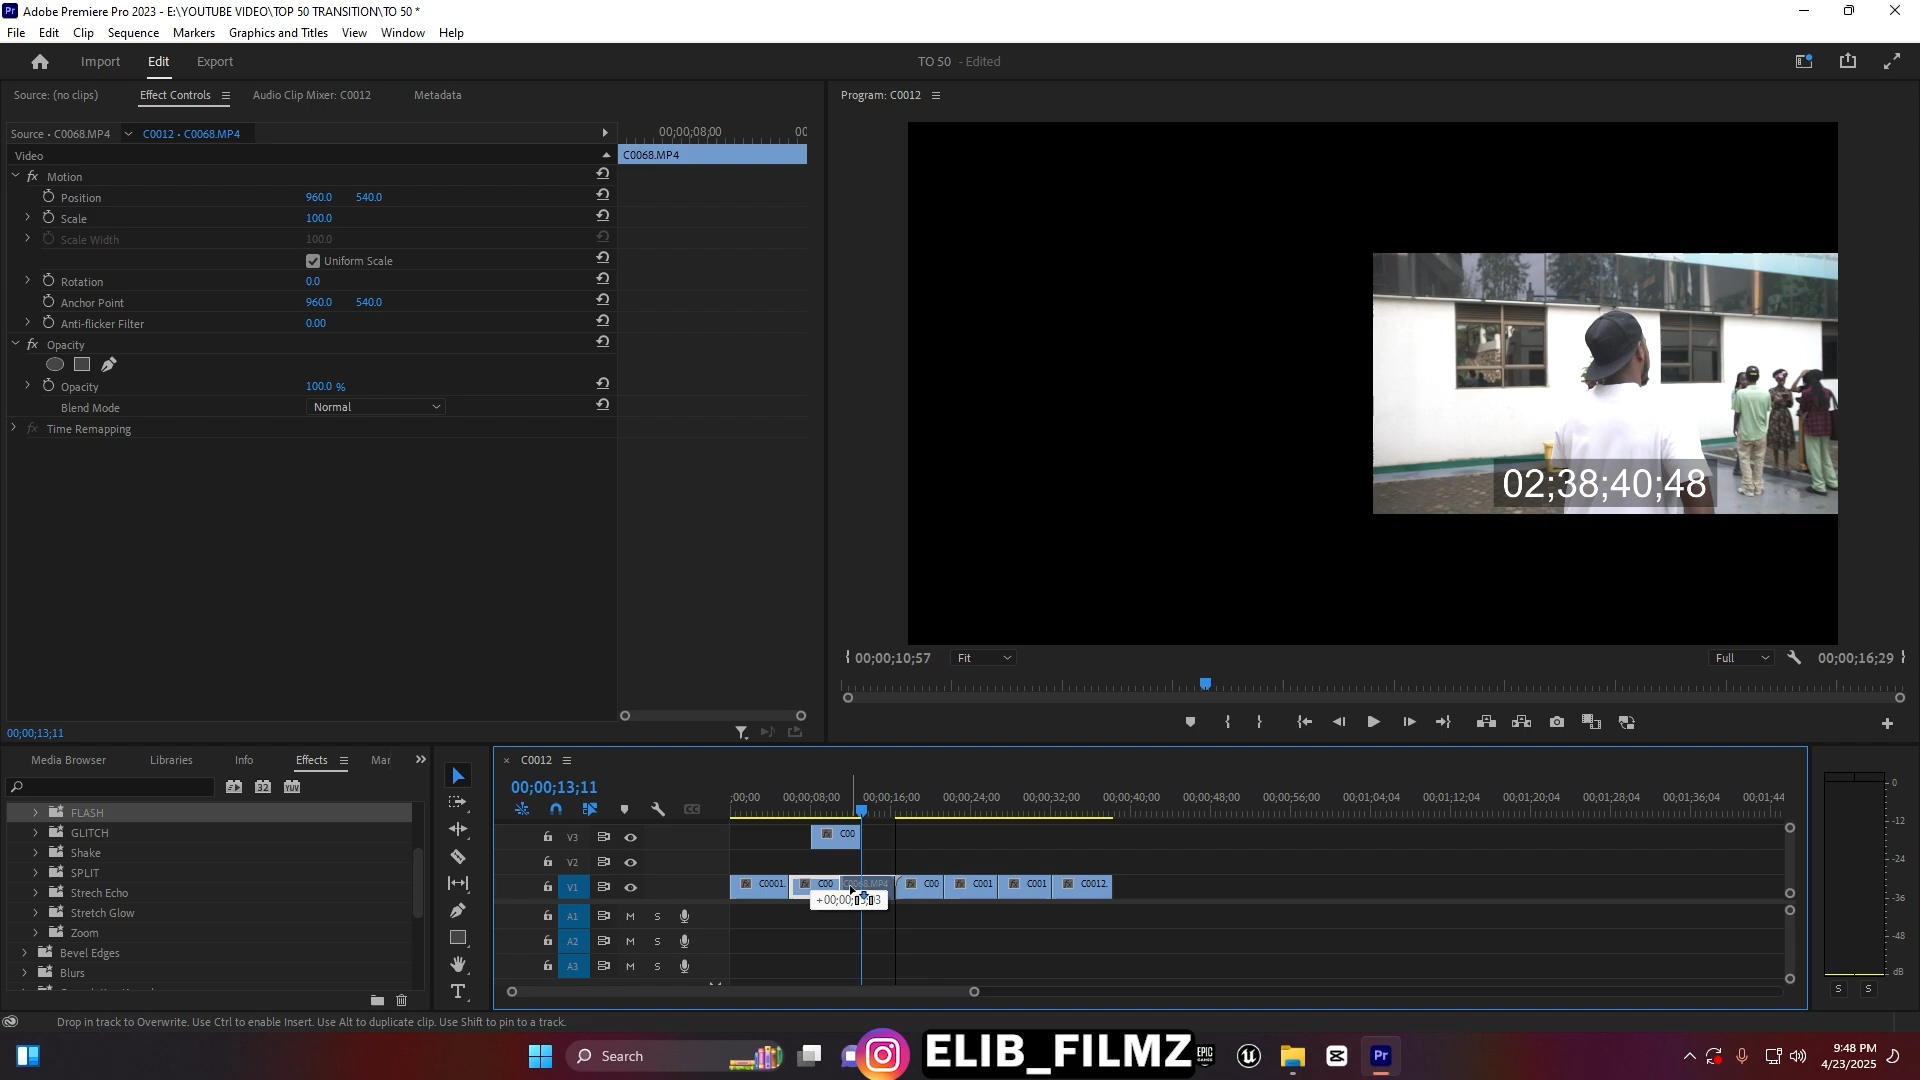 Adobe Premiere Pro 2023 - E:\YOUTUBE VIDEO\TOP 50 TRANSITION\TO 50 *
File Edit Clip Sequence Markers Graphics and Titles View Window Help
Import Edit Export TO 50 - Edited
Source: (no clips) Effect Controls Audio Clip Mixer: C0012 Metadata Program: C0012
Source • C0068.MP4 C0012 • C0068.MP4 00;00;08;00 00
Video C0068.MP4
fx Motion
Position 960.0 540.0
Scale 100.0
Scale Width 100.0
Uniform Scale
Rotation 0.0
Anchor Point 960.0 540.0
Anti-flicker Filter 0.00
fx Opacity
Opacity 100.0 %
Blend Mode Normal
fx Time Remapping
02;38;40;48
00;00;10;57 Fit Full 00;00;16;29
00;00;13;11
Media Browser Libraries Info Effects Mar
32 YUV
C0012
00;00;13;11
;00;00 00;00;08;00 00;00;16;00 00;00;24;00 00;00;32;00 00;00;40;00 00;00;48;00 00;00;56;00 00;01;04;04 00;01;12;04 00;01;20;04 00;01;28;04 00;01;36;04 00;01;44
FLASH
GLITCH
Shake
SPLIT
Strech Echo
Stretch Glow
Zoom
Bevel Edges
Blurs
V3 C00
V2
V1 C0001. C00 C0068.MP4 C00 C001 C001 C0012.
A1 M S
A2 M S
A3 M S
0
-12
-24
-36
-48
dB
S S
Drop in track to Overwrite. Use Ctrl to enable Insert. Use Alt to duplicate clip. Use Shift to pin to a track.
Search ELIB_FILMZ EPIC Pr 9:48 PM
4/23/2025